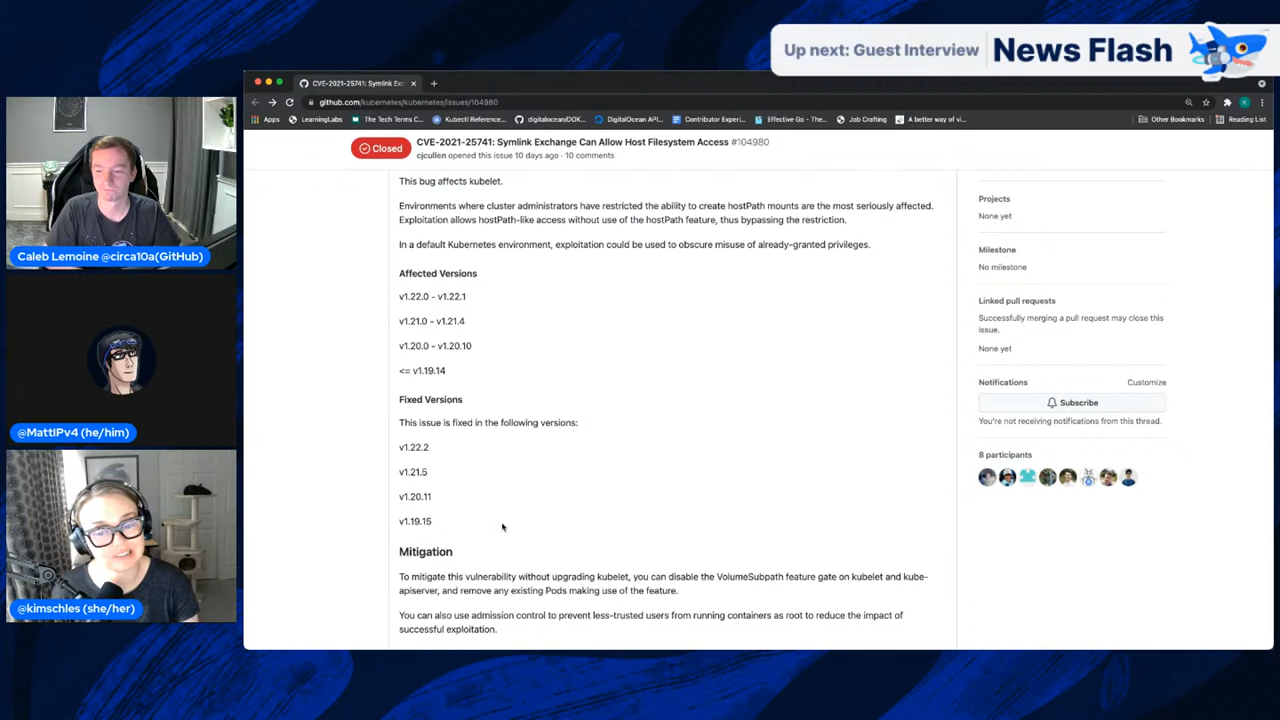 Up next: Guest Interview
News Flash
CVE-2021-25741: Symlink Exc
github.com/kubernetes/kubernetes/issues/104980
Apps
LearningLabs
The Tech Terms C...
Kubectl Reference...
digitalocean/DOK...
DigitalOcean API...
Contributor Experi...
Effective Go - The...
Job Crafting
A better way of vi...
Other Bookmarks
Reading List
Closed
CVE-2021-25741: Symlink Exchange Can Allow Host Filesystem Access #104980
cjcullen opened this issue 10 days ago · 10 comments
This bug affects kubelet.
Environments where cluster administrators have restricted the ability to create hostPath mounts are the most seriously affected.
Exploitation allows hostPath-like access without use of the hostPath feature, thus bypassing the restriction.
In a default Kubernetes environment, exploitation could be used to obscure misuse of already-granted privileges.
Affected Versions
v1.22.0 - v1.22.1
v1.21.0 - v1.21.4
v1.20.0 - v1.20.10
<= v1.19.14
Fixed Versions
This issue is fixed in the following versions:
v1.22.2
v1.21.5
v1.20.11
v1.19.15
Mitigation
To mitigate this vulnerability without upgrading kubelet, you can disable the VolumeSubpath feature gate on kubelet and kube-
apiserver, and remove any existing Pods making use of the feature.
You can also use admission control to prevent less-trusted users from running containers as root to reduce the impact of
successful exploitation.
Projects
None yet
Milestone
No milestone
Linked pull requests
Successfully merging a pull request may close this
issue.
None yet
Notifications
Customize
Subscribe
You're not receiving notifications from this thread.
8 participants
Caleb Lemoine @circa10a(GitHub)
@MattIPv4 (he/him)
@kimschles (she/her)